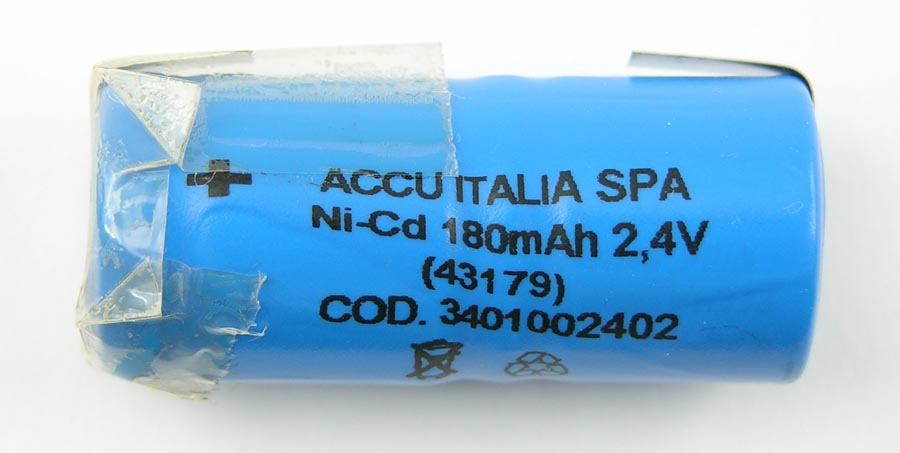 +
ACCU ITALIA SPA
Ni-Cd 180mAh 2,4V
(43179)
COD. 3401002402